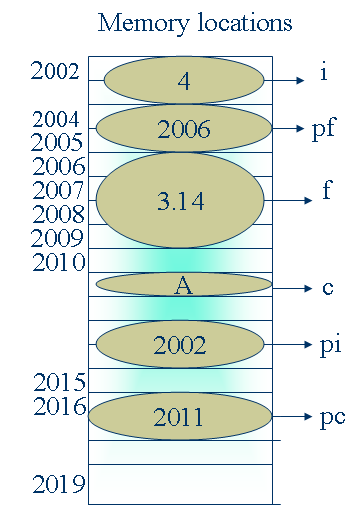 Memory locations
2002 4 i
2004
2006 pf
2005
2006
2007 3.14 f
2008
2009
2010
A c
2002 pi
2015
2016
2011 pc
2019